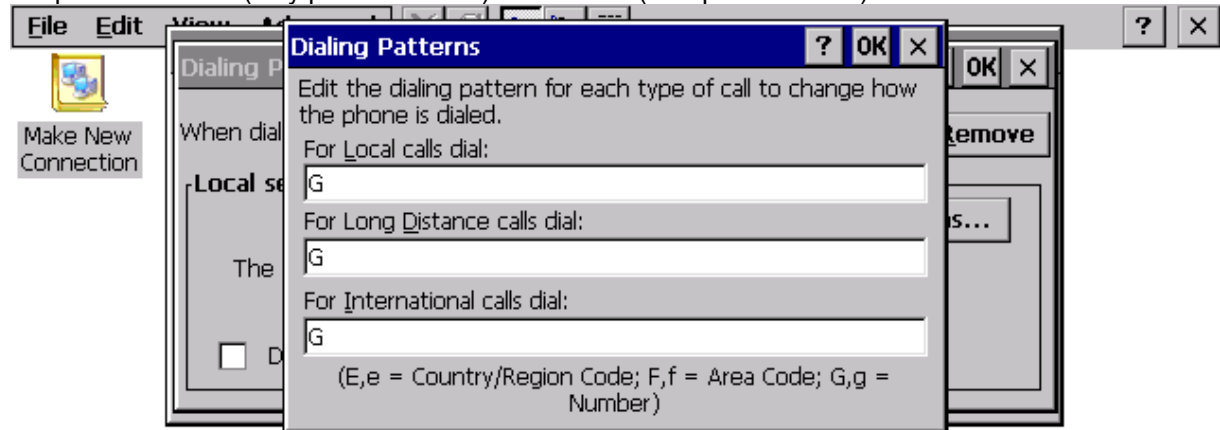 File Edit View
? ×
Dialing Patterns ? OK ×
Dialing P
OK ×
Edit the dialing pattern for each type of call to change how
the phone is dialed.
Make New
Connection
When dial
Remove
For Local calls dial:
G
Local se
For Long Distance calls dial:
G
s...
The
For International calls dial:
G
D
(E,e = Country/Region Code; F,f = Area Code; G,g =
Number)